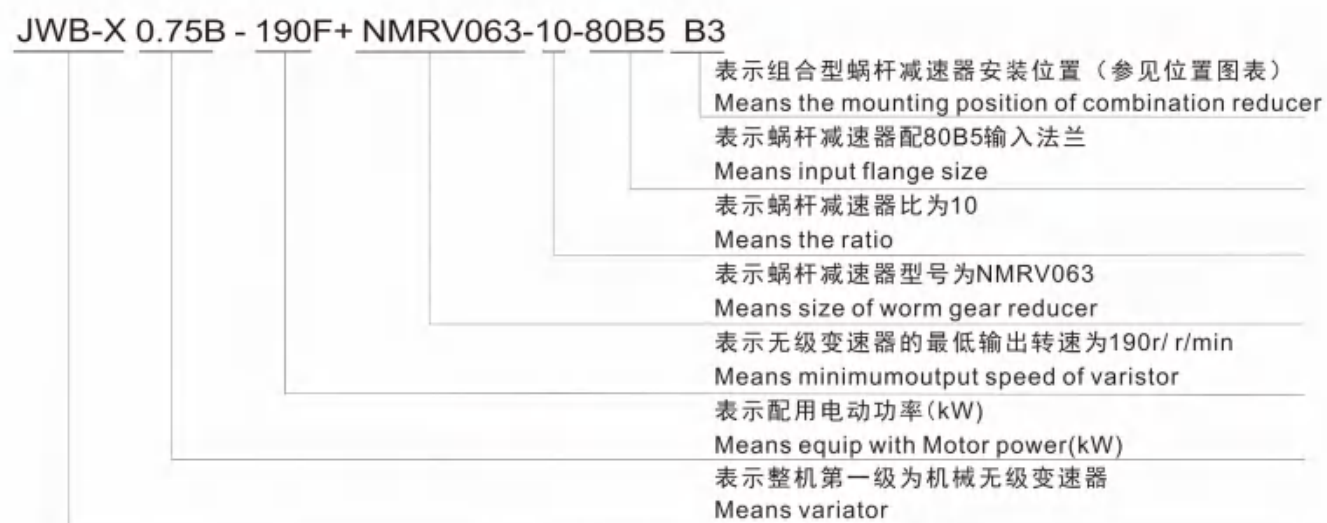 JWB-X 0.75B - 190F+ NMRV063-10-80B5 B3
表示组合型蜗杆减速器安装位置（参见位置图表）
Means the mounting position of combination reducer
表示蜗杆减速器配80B5输入法兰
Means input flange size
表示蜗杆减速器比为10
Means the ratio
表示蜗杆减速器型号为NMRV063
Means size of worm gear reducer
表示无级变速器的最低输出转速为190r/ r/min
Means minimumoutput speed of varistor
表示配用电动功率(kW)
Means equip with Motor power(kW)
表示整机第一级为机械无级变速器
Means variator